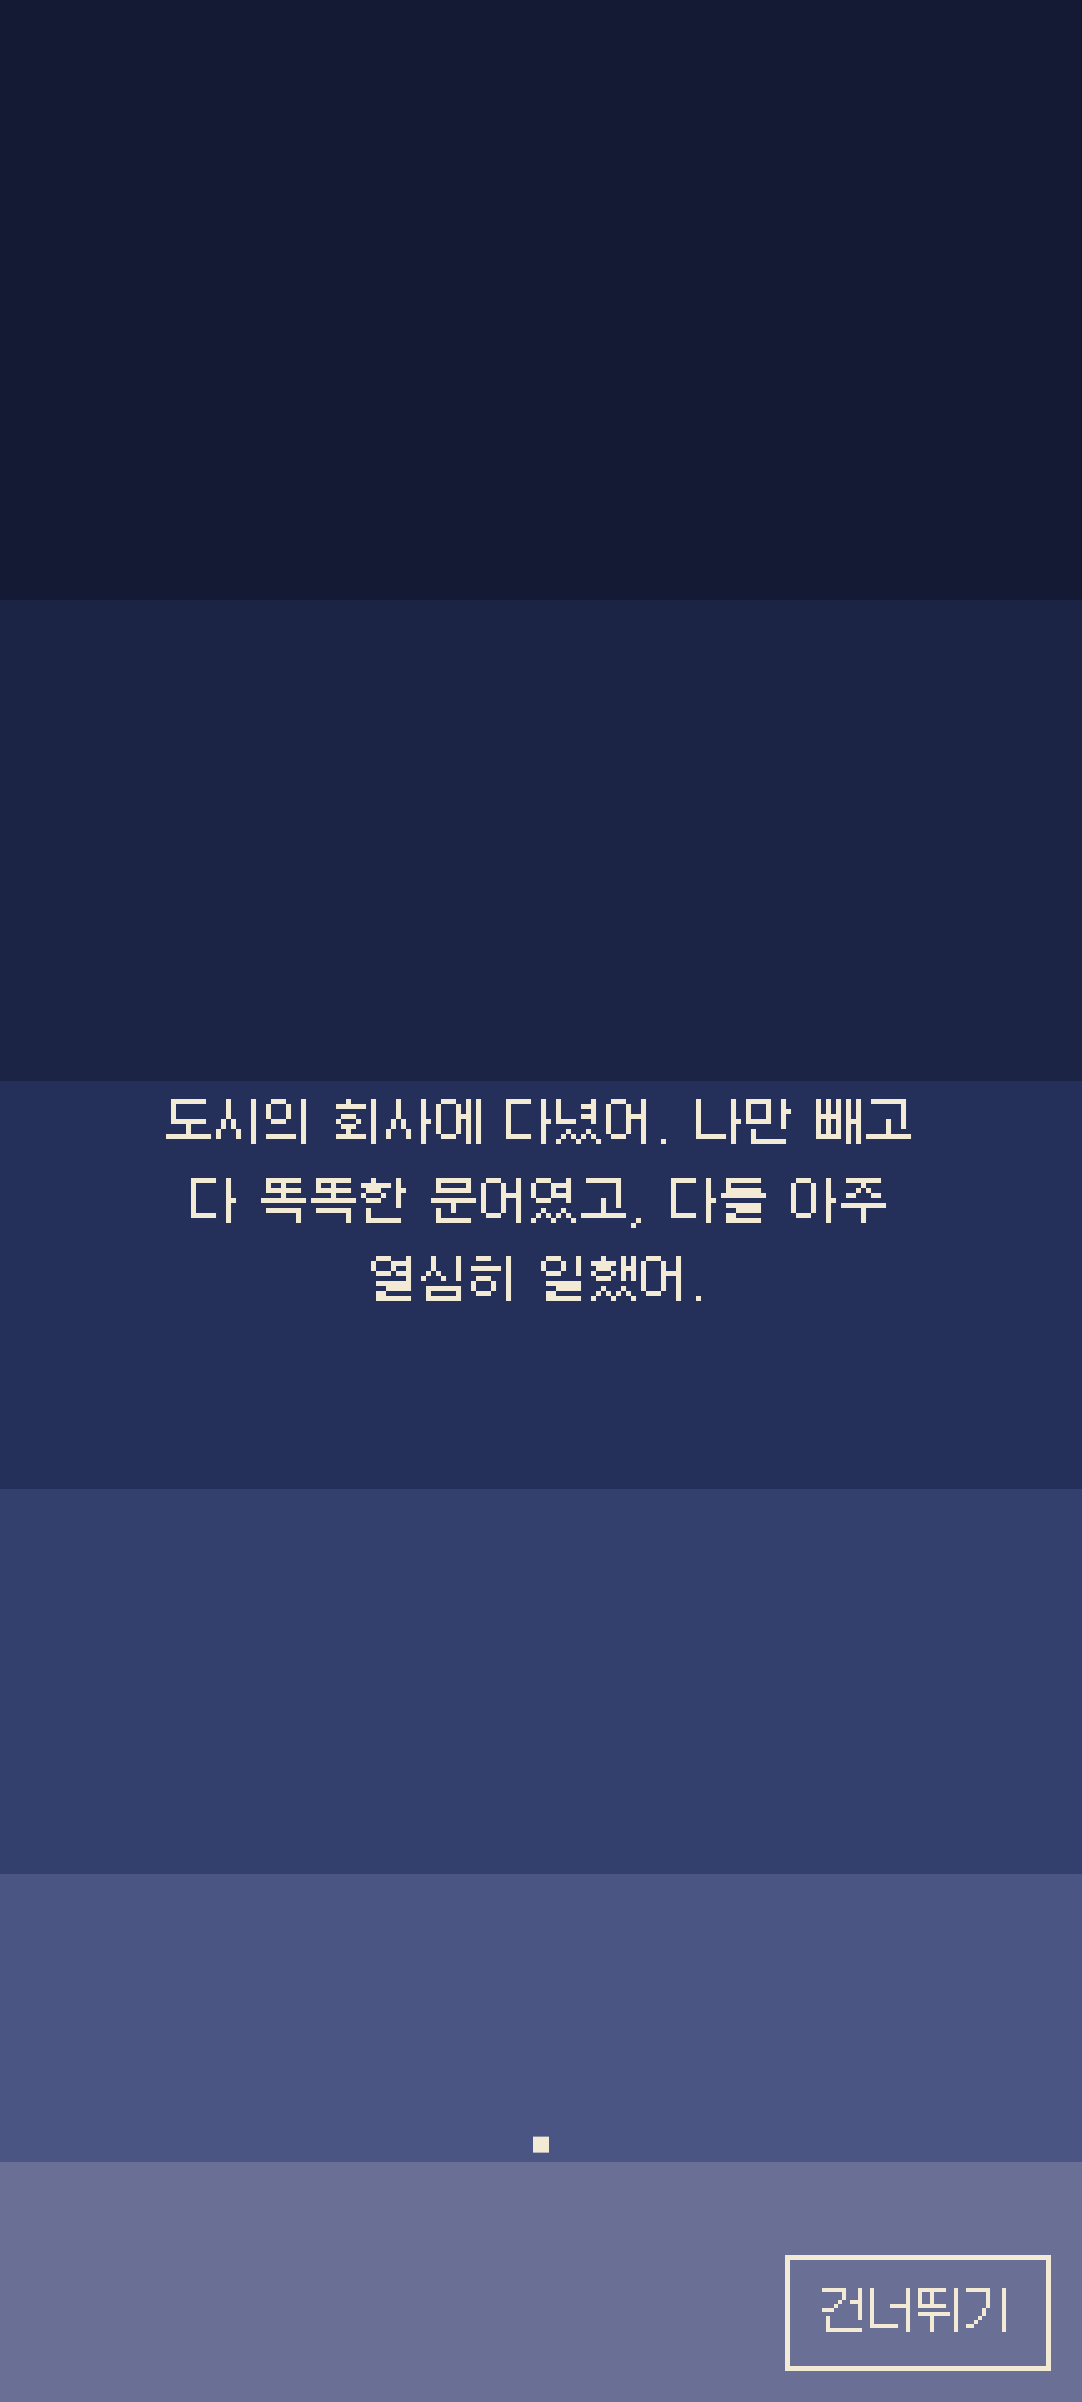 도시의 회사에 다녔어. 나만 빼고
다 똑똑한 문어였고, 다들 아주
열심히 일했어.
건너뛰기